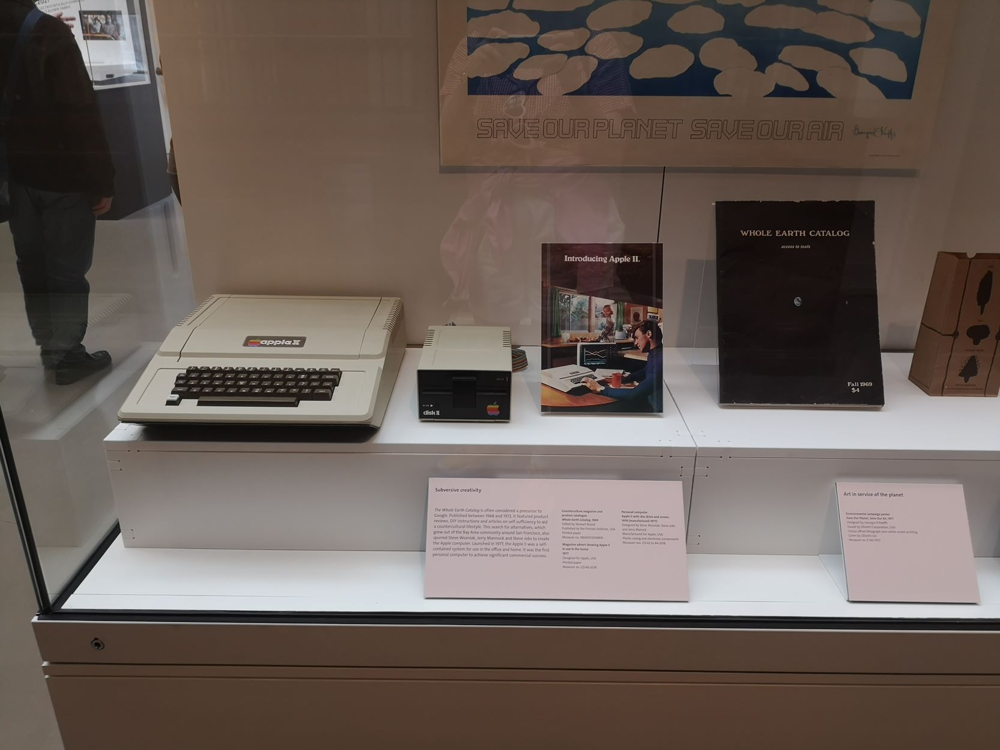 2021
ELECTROSTATICALLY-CHARGED
T BLOWN FABRIC
SAVE OUR PLANET SAVE OUR AIR
WHOLE EARTH CATALOG
access to tools
Fall 1969
$4
Introducing Apple II.
apple II
DRIVE 1
IN USE
disk II
Subversive creativity
The Whole Earth Catalog is often considered a precursor to
Google. Published between 1968 and 1972, it featured product
reviews, DIY instructions and articles on self-sufficiency to aid
a countercultural lifestyle. This search for alternatives, which
grew out of the Bay Area community around San Francisco, also
spurred Steve Wozniak, Jerry Mannock and Steve Jobs to create
the Apple computer. Launched in 1977, the Apple II was a self-
contained system for use in the office and home. It was the first
personal computer to achieve significant commercial success.
Counterculture magazine and
product catalogue
Whole Earth Catalog, 1969
Edited by Stewart Brand
Published by the Portola Institute, USA
Printed paper
Museum no.
Magazine advert showing Apple II
in use in the home
1977
Designed for Apple, USA
Printed paper
Museum no. CD.46-2018
Personal computer
Apple II with disc drive and screen,
1976 (manufactured 1977)
Designed by Steve Wozniak, Steve Jobs
and Jerry Manock
Manufactured for Apple, USA
Plastic casing and electronic components
Museum nos. CD.42 to 44-2018
Art in service of the planet
Environmental campaign poster
Save Our Planet, Save Our Air, 1971
Designed by Georgia O'Keeffe
Issued by Olivetti Corporation, USA
Colour offset lithograph over white screen printing
Given by Olivetti Ltd
Museum no. E.142-1972